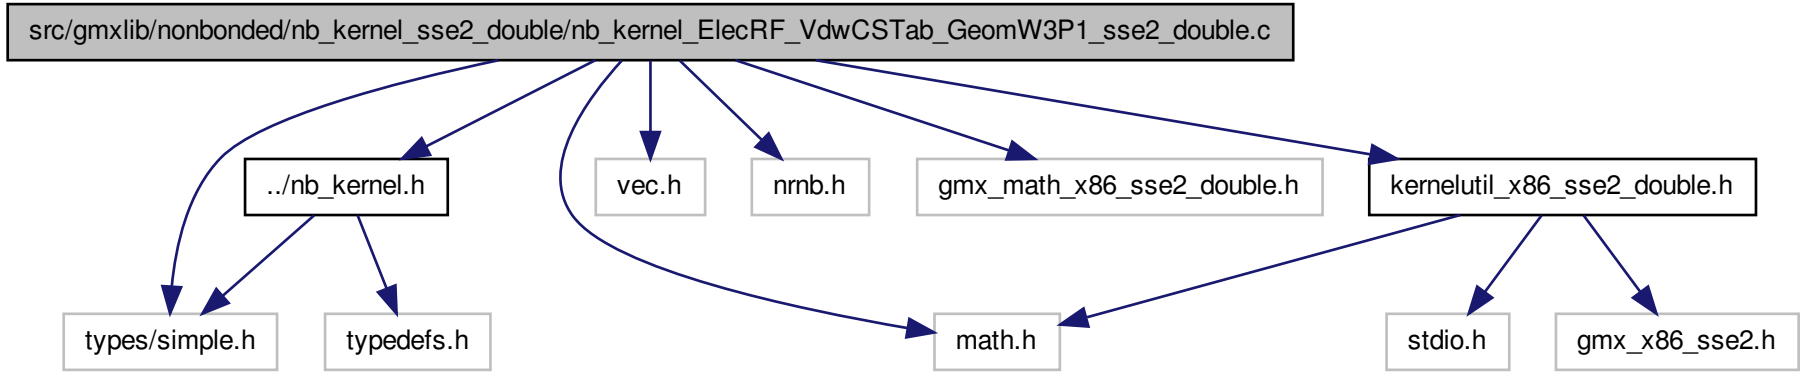 src/gmxlib/nonbonded/nb_kernel_sse2_double/nb_kernel_ElecRF_VdwCSTab_GeomW3P1_sse2_double.c
../nb_kernel.h
vec.h
nrnb.h
gmx_math_x86_sse2_double.h
kernelutil_x86_sse2_double.h
types/simple.h
typedefs.h
math.h
stdio.h
gmx_x86_sse2.h